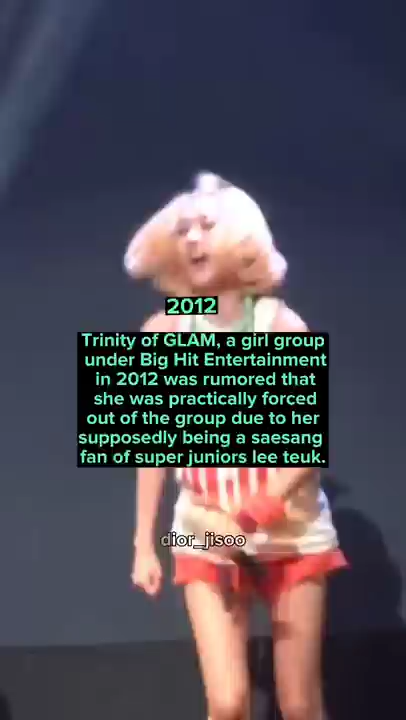 2012
Trinity of GLAM, a girl group
under Big Hit Entertainment
in 2012 was rumored that
she was practically forced
out of the group due to her
supposedly being a saesang
fan of super juniors lee teuk.
dior_jisoo